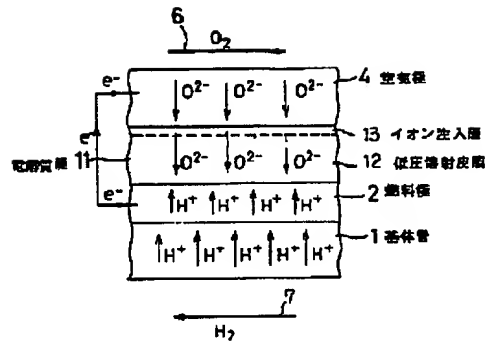 6
O₂
e⁻
O²⁻ O²⁻ O²⁻
4 空気極
13 イオン注入層
e
電解質膜 11
O²⁻ O²⁻ O²⁻
12 低圧溶射皮膜
e⁻
H⁺ H⁺ H⁺ H⁺
2 燃料極
H⁺ H⁺ H⁺ H⁺ H⁺
1 基体管
7
H₂